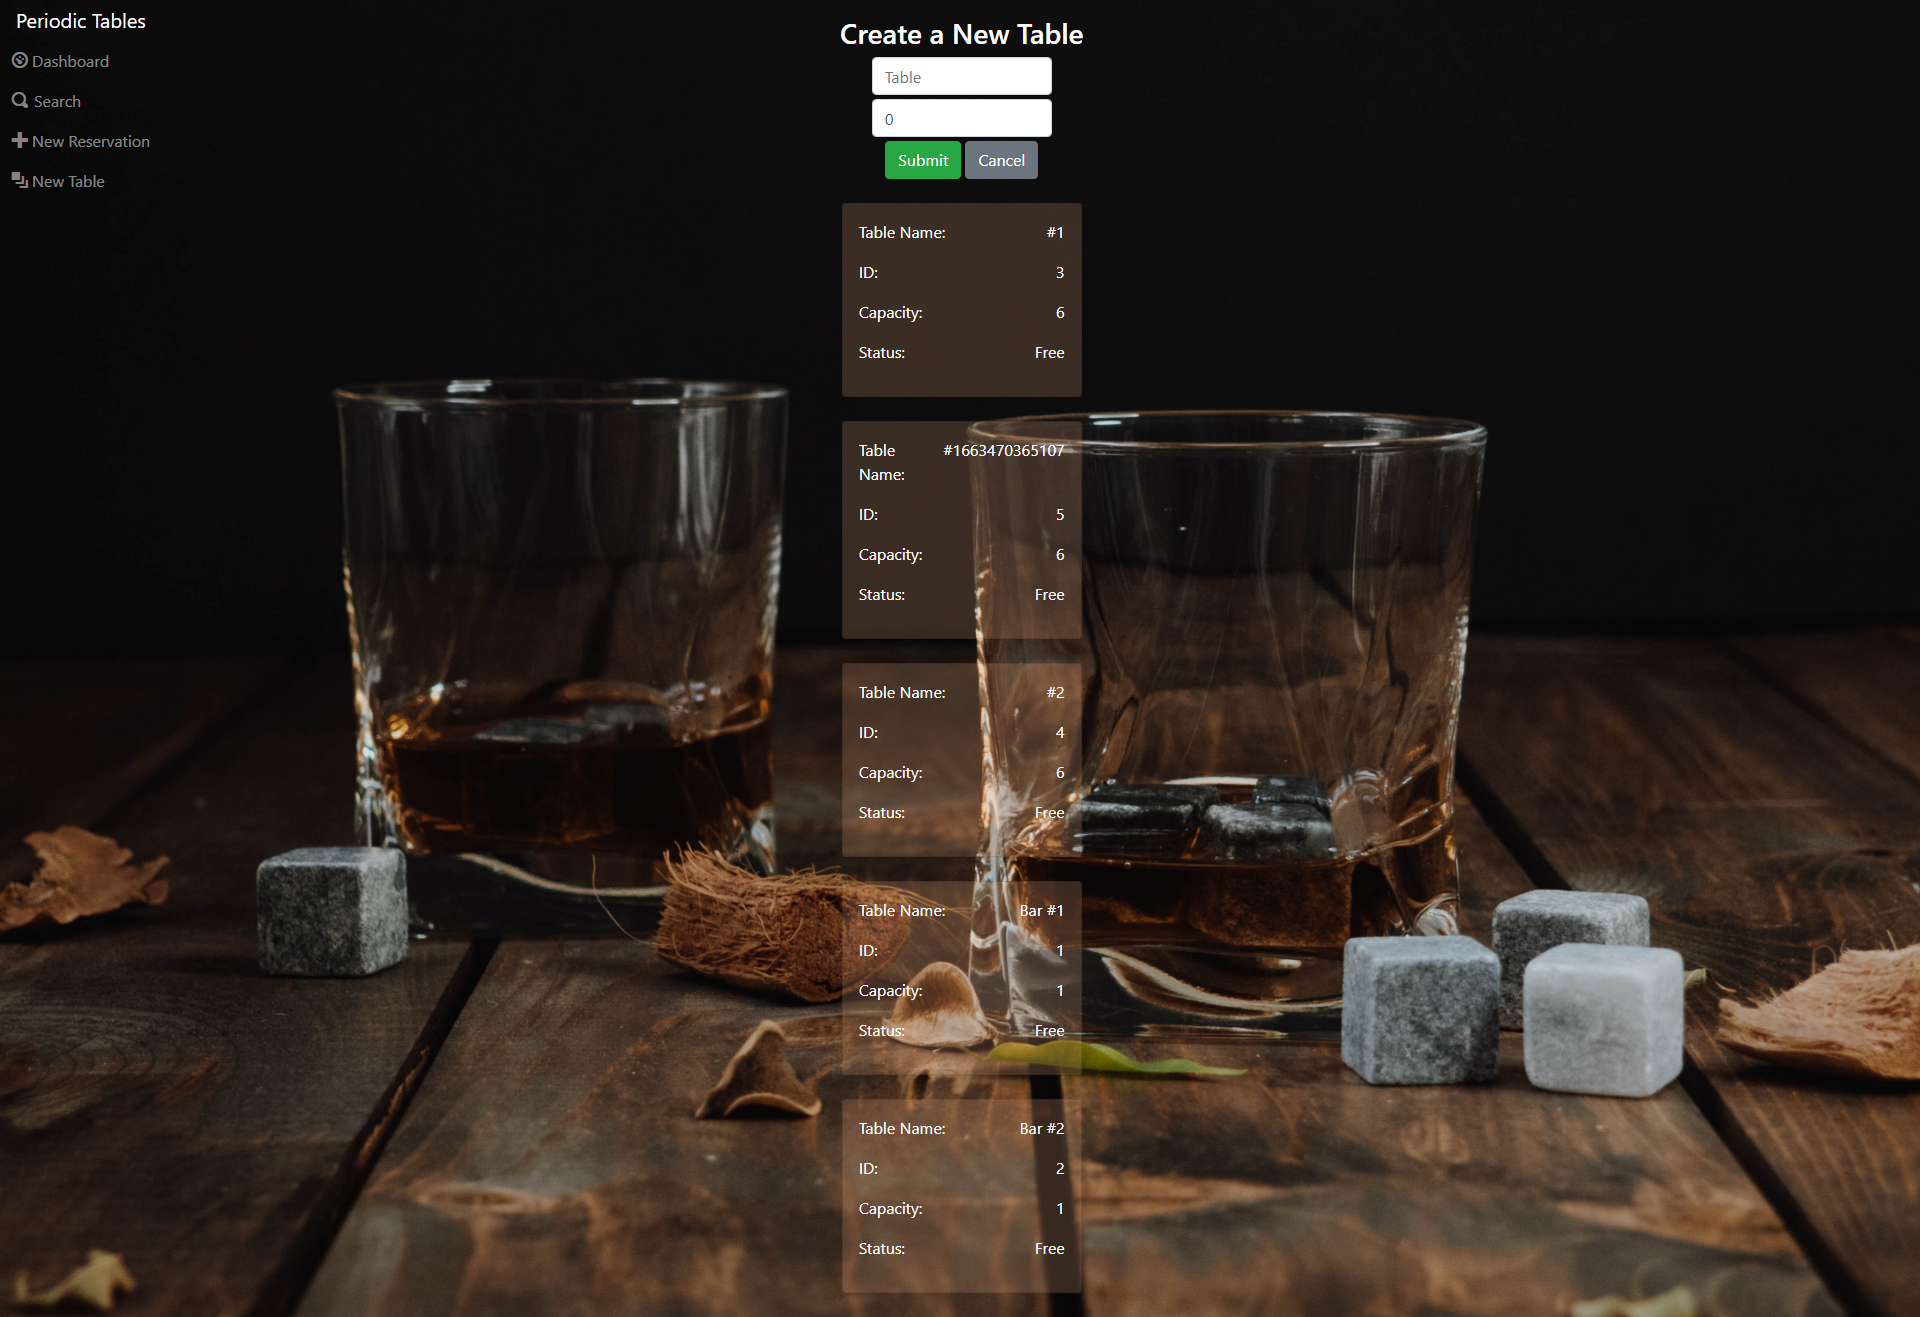 Periodic Tables
Dashboard
Search
New Reservation
New Table
Create a New Table
Table
0
Submit Cancel
Table Name: #1
ID: 3
Capacity: 6
Status: Free
Table Name: #1663470365107
ID: 5
Capacity: 6
Status: Free
Table Name: #2
ID: 4
Capacity: 6
Status: Free
Table Name: Bar #1
ID: 1
Capacity: 1
Status: Free
Table Name: Bar #2
ID: 2
Capacity: 1
Status: Free